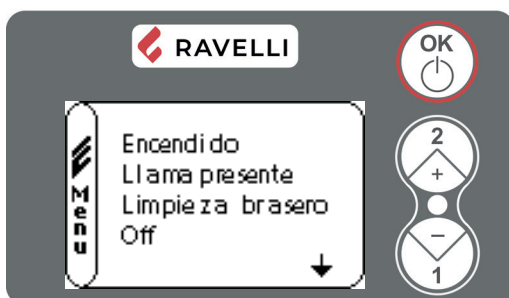 RAVELLI
OK
Menu
Encendido
Llama presente
Limpieza brasero
Off
2
+
−
1